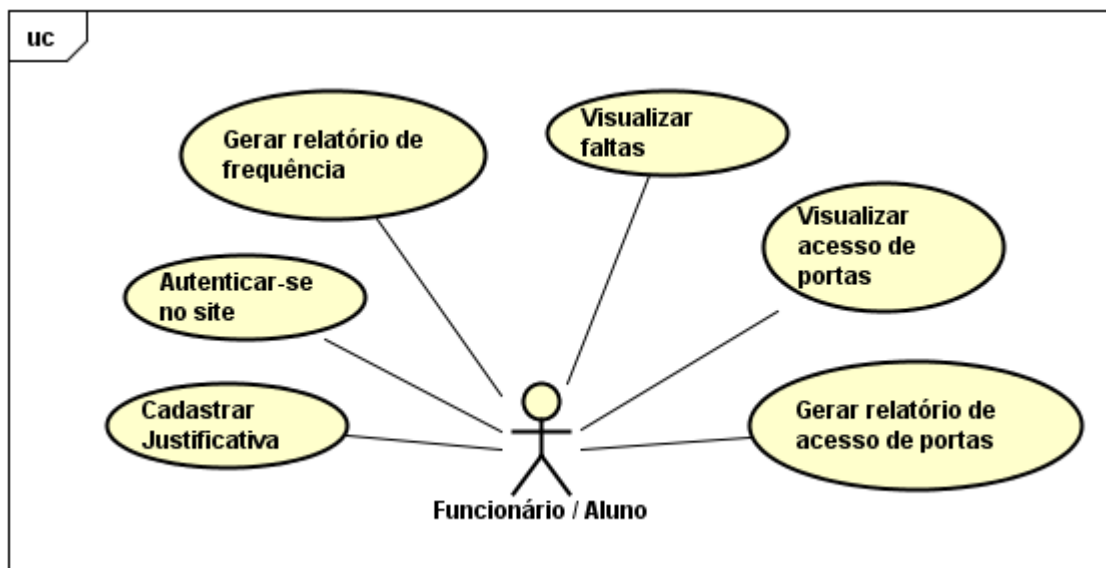 uc
Gerar relatório de
frequência
Visualizar
faltas
Visualizar
acesso de
portas
Autenticar-se
no site
Cadastrar
Justificativa
Gerar relatório de
acesso de portas
Funcionário / Aluno